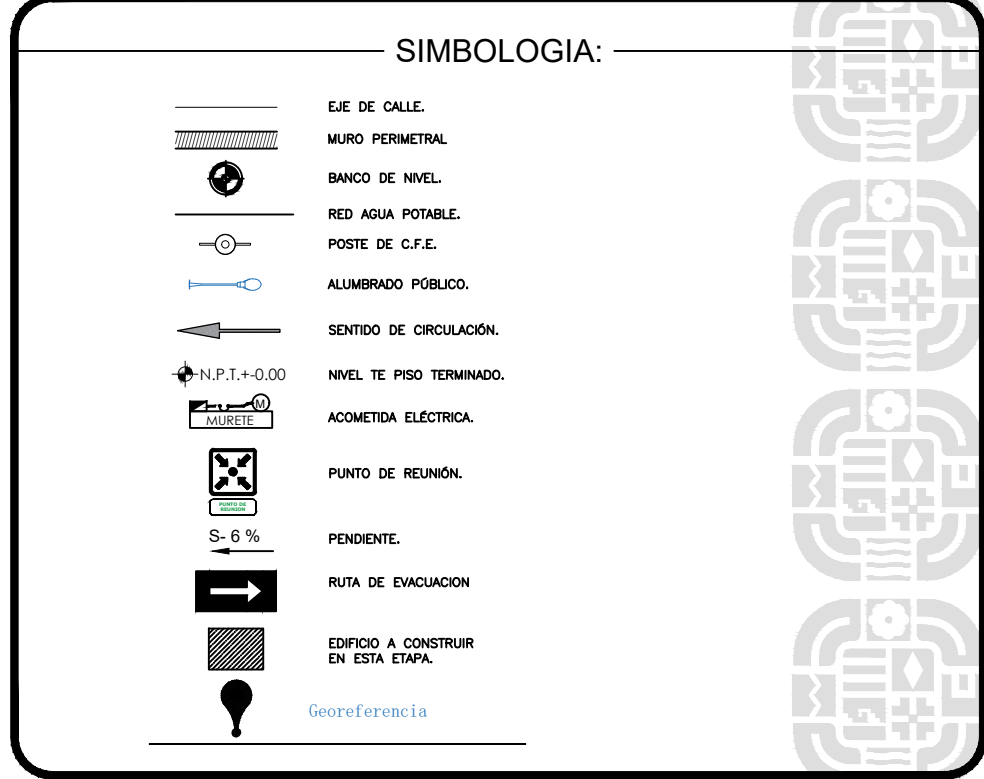 SIMBOLOGIA:
EJE DE CALLE.
MURO PERIMETRAL
BANCO DE NIVEL.
RED AGUA POTABLE.
POSTE DE C.F.E.
ALUMBRADO PÚBLICO.
SENTIDO DE CIRCULACIÓN.
N.P.T.+-0.00 NIVEL TE PISO TERMINADO.
M
MURETE ACOMETIDA ELÉCTRICA.
PUNTO DE REUNIÓN.
PUNTO DE
REUNION
S- 6 % PENDIENTE.
RUTA DE EVACUACION
EDIFICIO A CONSTRUIR
EN ESTA ETAPA.
Georeferencia